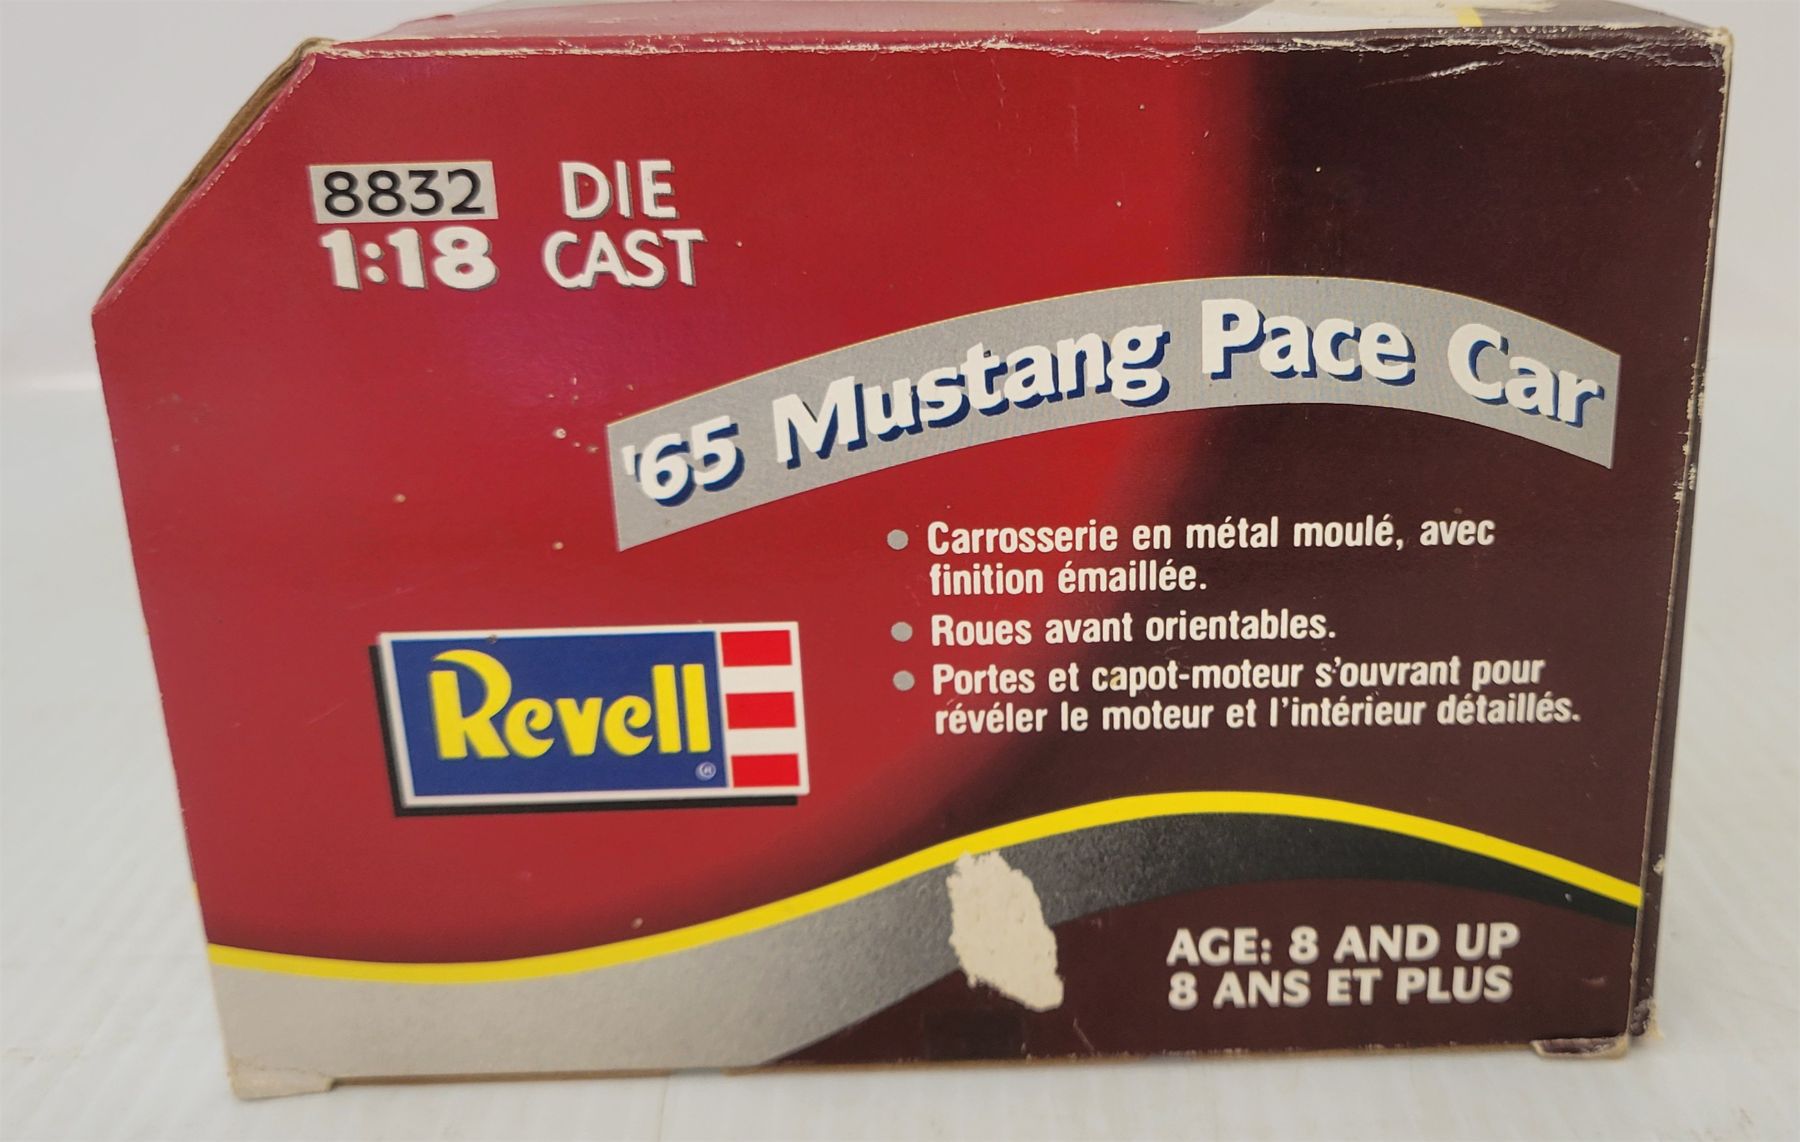 8832 DIE
1:18 CAST
'65 Mustang Pace Car
• Carrosserie en métal moulé, avec
finition émaillée.
• Roues avant orientables.
• Portes et capot-moteur s'ouvrant pour
révéler le moteur et l'intérieur détaillés.
Revell ®
AGE: 8 AND UP
8 ANS ET PLUS